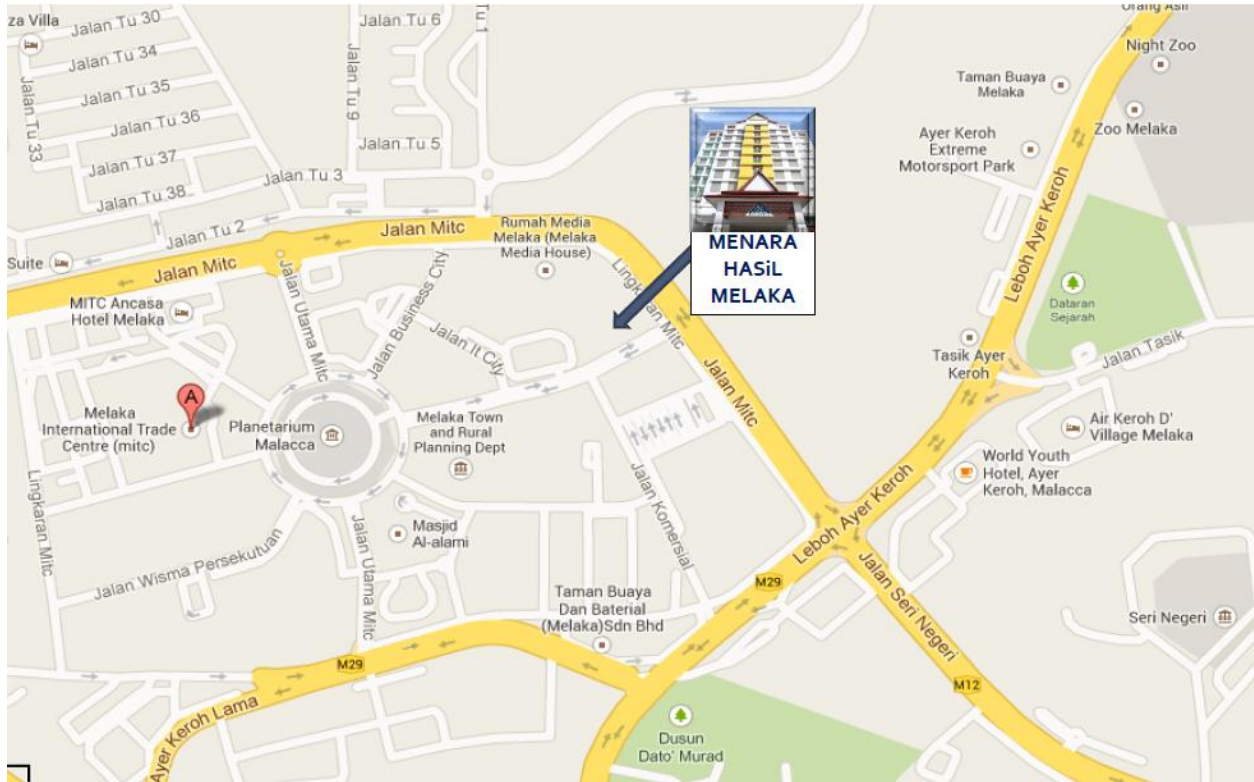 za Villa
Jalan Tu 30
Jalan Tu 34
Jalan Tu 35
Jalan Tu 36
Jalan Tu 37
Jalan Tu 38
Jalan Tu 33
Jalan Tu 6
Tu 1
Jalan Tu 9
Jalan Tu 5
Jalan Tu 3
Jalan Tu 2
Orang Asli
Night Zoo
Taman Buaya
Melaka
Zoo Melaka
Ayer Keroh
Extreme
Motorsport Park
Leboh Ayer Keroh
MENARA
HASiL
MELAKA
Suite
Jalan Mitc
Jalan Mitc
Rumah Media
Melaka (Melaka
Media House)
Lingkaran Mitc
MITC Ancasa
Hotel Melaka
Jalan Utama Mitc
Jalan Business City
Jalan It City
Jalan Mitc
Dataran
Sejarah
Tasik Ayer
Keroh
Jalan Tasik
A
Melaka
International Trade
Centre (mitc)
Planetarium
Malacca
Melaka Town
and Rural
Planning Dept
Air Keroh D'
Village Melaka
World Youth
Hotel, Ayer
Keroh, Malacca
Leboh Ayer Keroh
Lingkaran Mitc
Jalan Komersial
Masjid
Al-alami
Jalan Wisma Persekutuan
Jalan Utama Mitc
M29
Taman Buaya
Dan Baterial
(Melaka)Sdn Bhd
Jalan Seri Negeri
Seri Negeri
M29
M12
Ayer Keroh Lama
Dusun
Dato' Murad